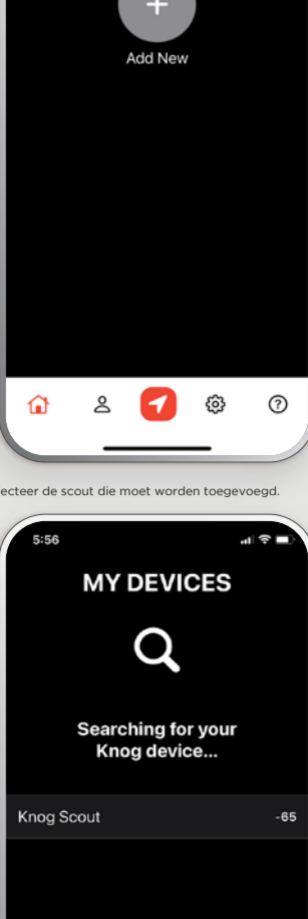 Add New
ecteer de scout die moet worden toegevoegd.
5:56
MY DEVICES
Searching for your
Knog device...
Knog Scout -65